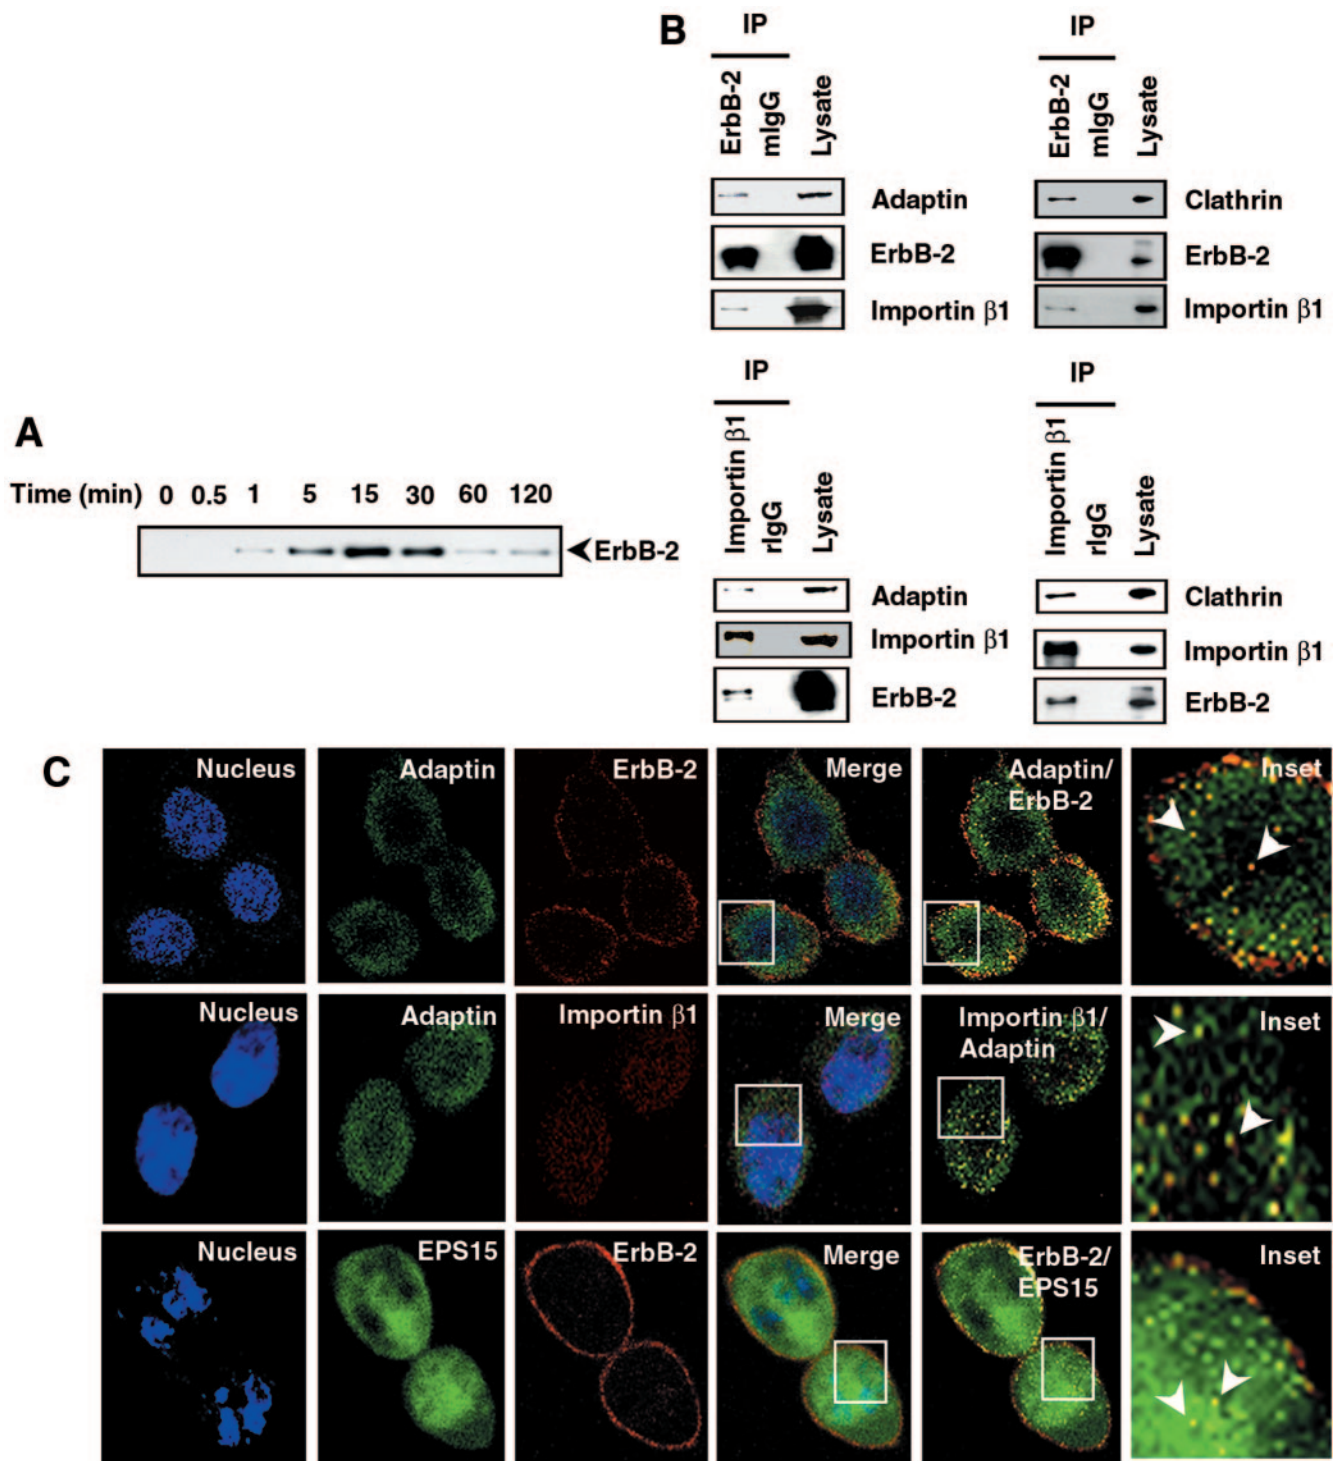 B
IP
ErbB-2
mIgG
Lysate
Adaptin
ErbB-2
Importin β1
IP
ErbB-2
mIgG
Lysate
Clathrin
ErbB-2
Importin β1
IP
Importin β1
rIgG
Lysate
Adaptin
Importin β1
ErbB-2
IP
Importin β1
rIgG
Lysate
Clathrin
Importin β1
ErbB-2
A
Time (min) 0 0.5 1 5 15 30 60 120
ErbB-2
C
Nucleus
Adaptin
ErbB-2
Merge
Adaptin/
ErbB-2
Inset
Nucleus
Adaptin
Importin β1
Merge
Importin β1/
Adaptin
Inset
Nucleus
EPS15
ErbB-2
Merge
ErbB-2/
EPS15
Inset